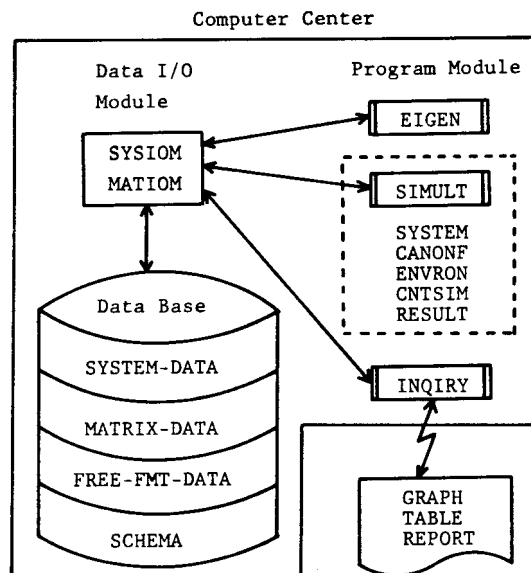 Computer Center
Data I/O
Module
Program Module
SYSIOM
MATIOM
EIGEN
SIMULT
SYSTEM
CANONF
ENVRON
CNTSIM
RESULT
INQIRY
Data Base
SYSTEM-DATA
MATRIX-DATA
FREE-FMT-DATA
SCHEMA
GRAPH
TABLE
REPORT